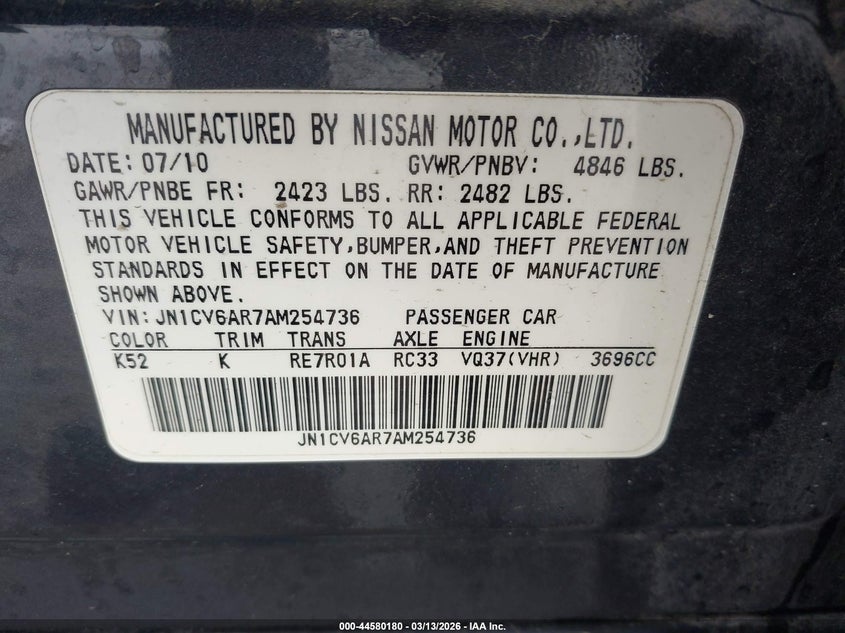 MANUFACTURED BY NISSAN MOTOR CO.,LTD.
DATE: 07/10 GVWR/PNBV: 4846 LBS.
GAWR/PNBE FR: 2423 LBS. RR: 2482 LBS.
THIS VEHICLE CONFORMS TO ALL APPLICABLE FEDERAL
MOTOR VEHICLE SAFETY,BUMPER,AND THEFT PREVENTION
STANDARDS IN EFFECT ON THE DATE OF MANUFACTURE
SHOWN ABOVE.
VIN: JN1CV6AR7AM254736 PASSENGER CAR
COLOR TRIM TRANS AXLE ENGINE
K52 K RE7R01A RC33 VQ37(VHR) 3696CC
JN1CV6AR7AM254736
000-44580180 - 03/13/2026 - IAA Inc.